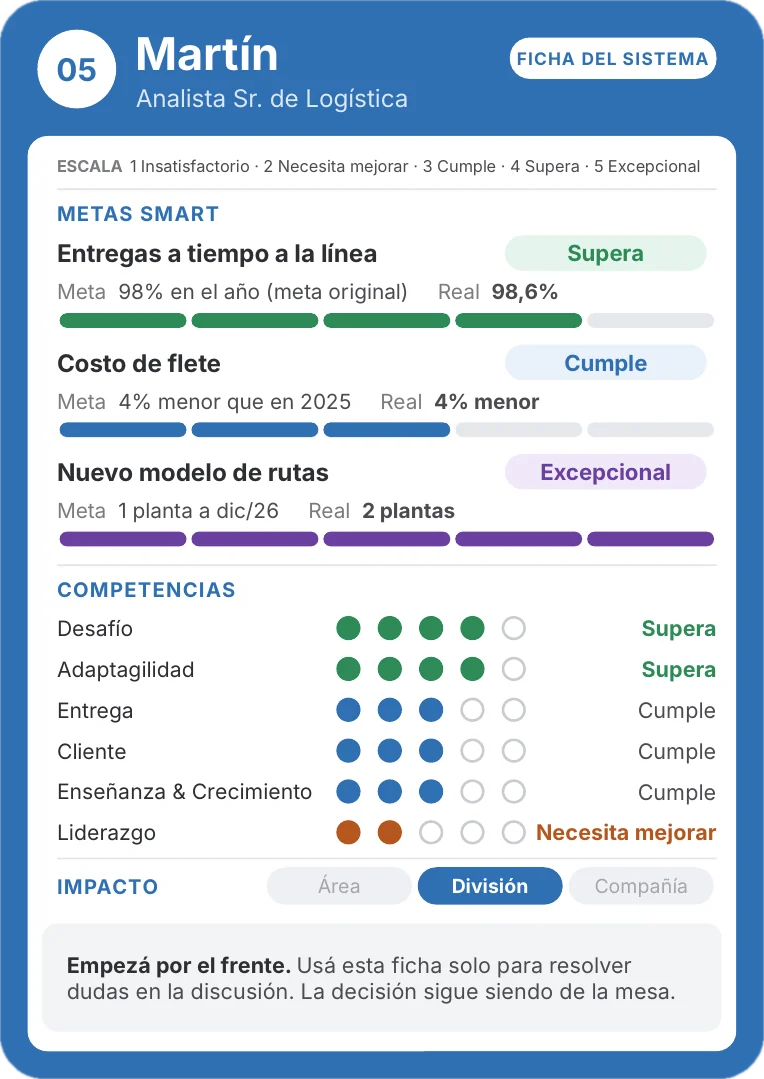 05
Martín
Analista Sr. de Logística
FICHA DEL SISTEMA
ESCALA 1 Insatisfactorio · 2 Necesita mejorar · 3 Cumple · 4 Supera · 5 Excepcional
METAS SMART
Entregas a tiempo a la línea Supera
Meta 98% en el año (meta original) Real 98,6%
Costo de flete Cumple
Meta 4% menor que en 2025 Real 4% menor
Nuevo modelo de rutas Excepcional
Meta 1 planta a dic/26 Real 2 plantas
COMPETENCIAS
Desafío Supera
Adaptagilidad Supera
Entrega Cumple
Cliente Cumple
Enseñanza & Crecimiento Cumple
Liderazgo Necesita mejorar
IMPACTO Área División Compañía
Empezá por el frente. Usá esta ficha solo para resolver
dudas en la discusión. La decisión sigue siendo de la mesa.